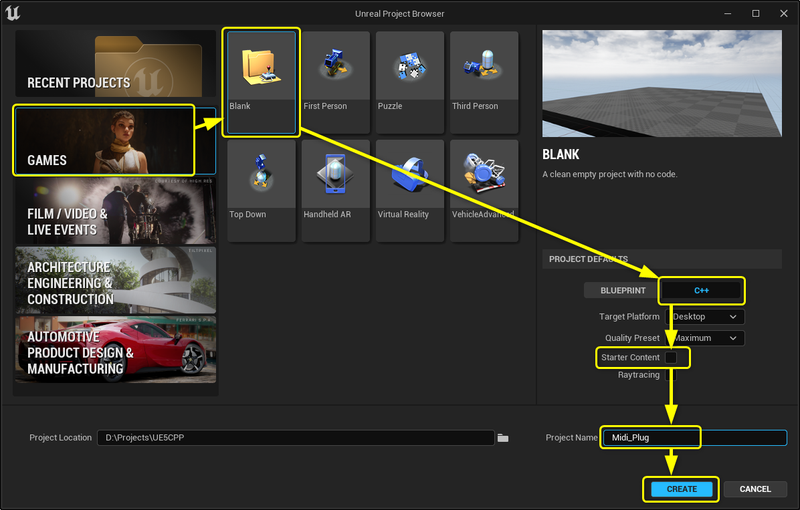 Unreal Project Browser
RECENT PROJECTS
GAMES
FILM / VIDEO &
LIVE EVENTS
ARCHITECTURE
ENGINEERING &
CONSTRUCTION
AUTOMOTIVE
PRODUCT DESIGN &
MANUFACTURING
Blank
First Person
Puzzle
Third Person
Top Down
Handheld AR
Virtual Reality
VehicleAdvanced
BLANK
A clean empty project with no code.
PROJECT DEFAULTS
BLUEPRINT
C++
Target Platform
Desktop
Quality Preset
Maximum
Starter Content
Raytracing
Project Location
D:\Projects\UE5CPP
Project Name
Midi_Plug
CREATE
CANCEL